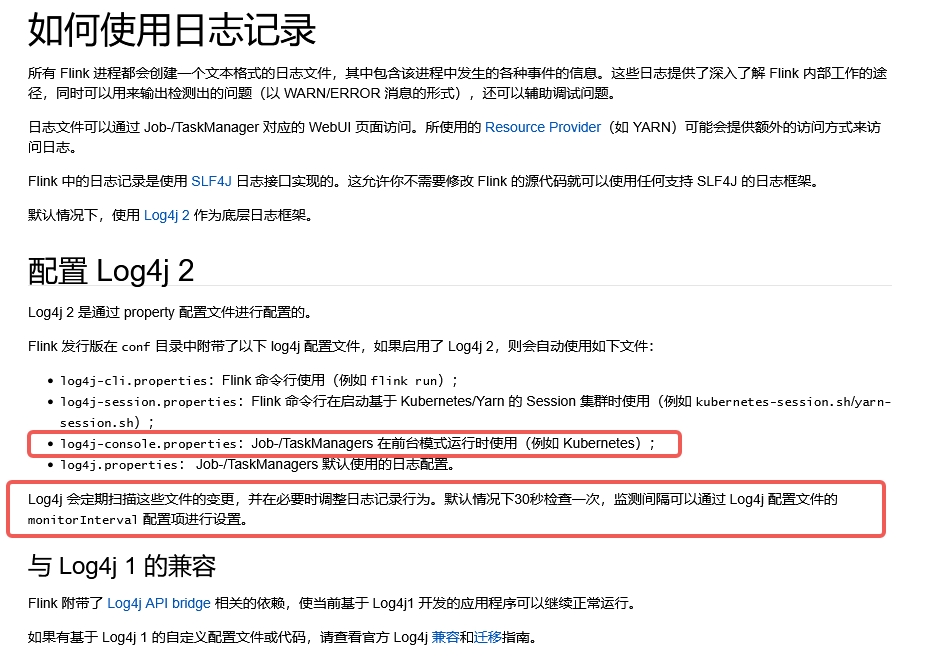 如何使用日志记录
所有 Flink 进程都会创建一个文本格式的日志文件，其中包含该进程中发生的各种事件的信息。这些日志提供了深入了解 Flink 内部工作的途
径，同时可以用来输出检测出的问题（以 WARN/ERROR 消息的形式），还可以辅助调试问题。
日志文件可以通过 Job-/TaskManager 对应的 WebUI 页面访问。所使用的 Resource Provider（如 YARN）可能会提供额外的访问方式来访
问日志。
Flink 中的日志记录是使用 SLF4J 日志接口实现的。这允许你不需要修改 Flink 的源代码就可以使用任何支持 SLF4J 的日志框架。
默认情况下，使用 Log4j 2 作为底层日志框架。
配置 Log4j 2
Log4j 2 是通过 property 配置文件进行配置的。
Flink 发行版在 conf 目录中附带了以下 log4j 配置文件，如果启用了 Log4j 2，则会自动使用如下文件：
• log4j-cli.properties：Flink 命令行使用（例如 flink run）；
• log4j-session.properties：Flink 命令行在启动基于 Kubernetes/Yarn 的 Session 集群时使用（例如 kubernetes-session.sh/yarn-
session.sh）；
• log4j-console.properties：Job-/TaskManagers 在前台模式运行时使用（例如 Kubernetes）；
• log4j.properties： Job-/TaskManagers 默认使用的日志配置。
Log4j 会定期扫描这些文件的变更，并在必要时调整日志记录行为。默认情况下30秒检查一次，监测间隔可以通过 Log4j 配置文件的
monitorInterval 配置项进行设置。
与 Log4j 1 的兼容
Flink 附带了 Log4j API bridge 相关的依赖，使当前基于 Log4j1 开发的应用程序可以继续正常运行。
如果有基于 Log4j 1 的自定义配置文件或代码，请查看官方 Log4j 兼容和迁移指南。